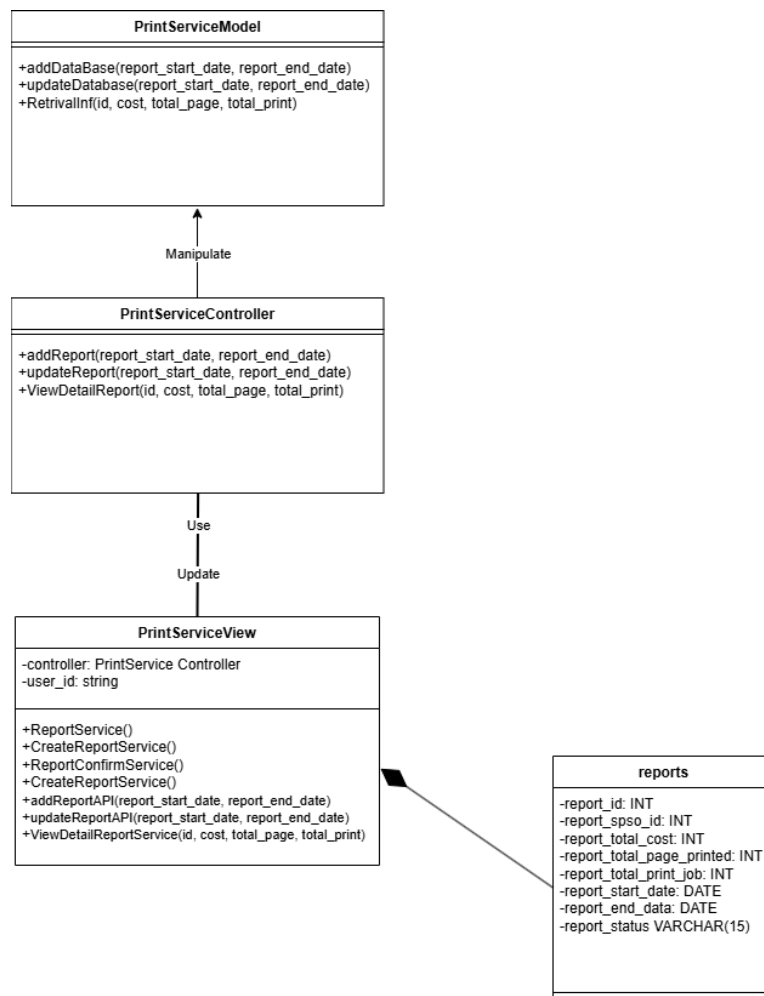 PrintServiceModel
+addDataBase(report_start_date, report_end_date)
+updateDatabase(report_start_date, report_end_date)
+RetrivalInf(id, cost, total_page, total_print)
Manipulate
PrintServiceController
+addReport(report_start_date, report_end_date)
+updateReport(report_start_date, report_end_date)
+ViewDetailReport(id, cost, total_page, total_print)
Use
Update
PrintServiceView
-controller: PrintService Controller
-user_id: string
+ReportService()
+CreateReportService()
+ReportConfirmService()
+CreateReportService()
+addReportAPI(report_start_date, report_end_date)
+updateReportAPI(report_start_date, report_end_date)
+ViewDetailReportService(id, cost, total_page, total_print)
reports
-report_id: INT
-report_spso_id: INT
-report_total_cost: INT
-report_total_page_printed: INT
-report_total_print_job: INT
-report_start_date: DATE
-report_end_data: DATE
-report_status VARCHAR(15)